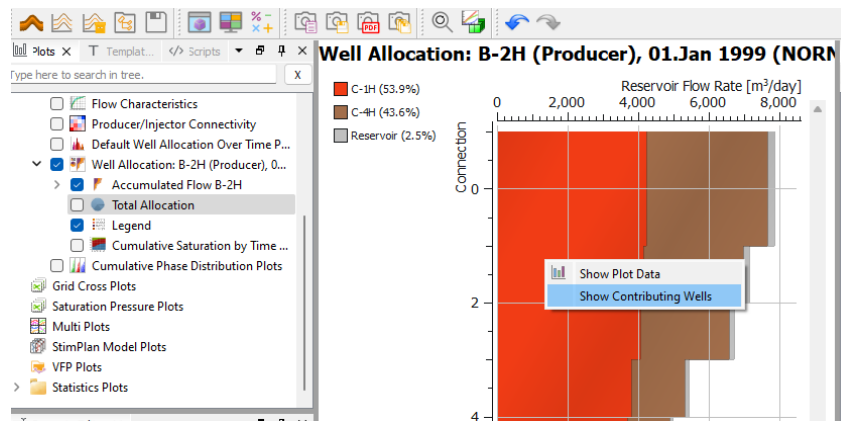 PDF
Plots
Templat...
Scripts
Type here to search in tree.
X
Flow Characteristics
Producer/Injector Connectivity
Default Well Allocation Over Time P...
Well Allocation: B-2H (Producer), 0...
Accumulated Flow B-2H
Total Allocation
Legend
Cumulative Saturation by Time ...
Cumulative Phase Distribution Plots
Grid Cross Plots
Saturation Pressure Plots
Multi Plots
StimPlan Model Plots
VFP Plots
Statistics Plots
Well Allocation: B-2H (Producer), 01.Jan 1999 (NORN
C-1H (53.9%)
C-4H (43.6%)
Reservoir (2.5%)
Reservoir Flow Rate [m³/day]
0 2,000 4,000 6,000 8,000
Connection
0
2
4
Show Plot Data
Show Contributing Wells